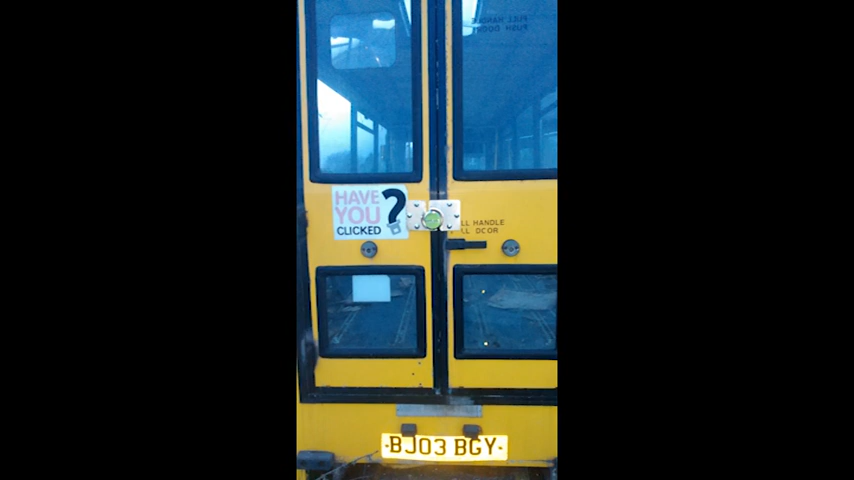 PULL HANDLE
PUSH DOOR
HAVE
YOU
CLICKED ?
LL HANDLE
LL DOOR
BJ03 BGY